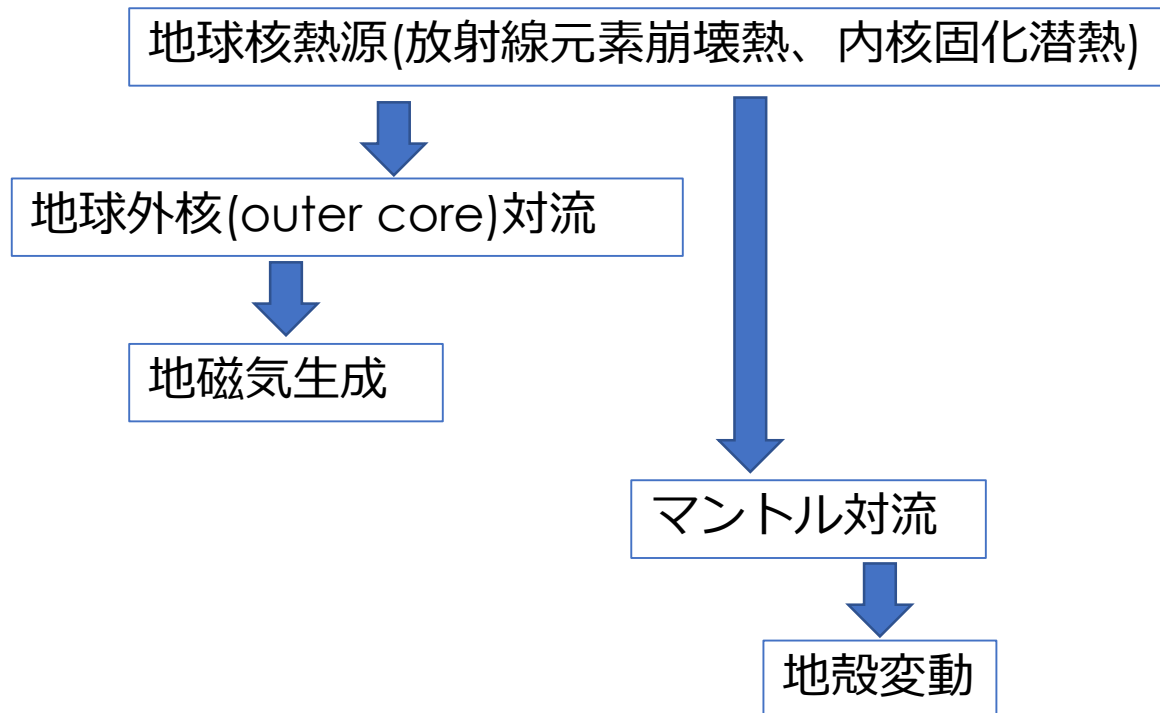 地球核熱源(放射線元素崩壊熱、内核固化潜熱)
地球外核(outer core)対流
地磁気生成
マントル対流
地殻変動